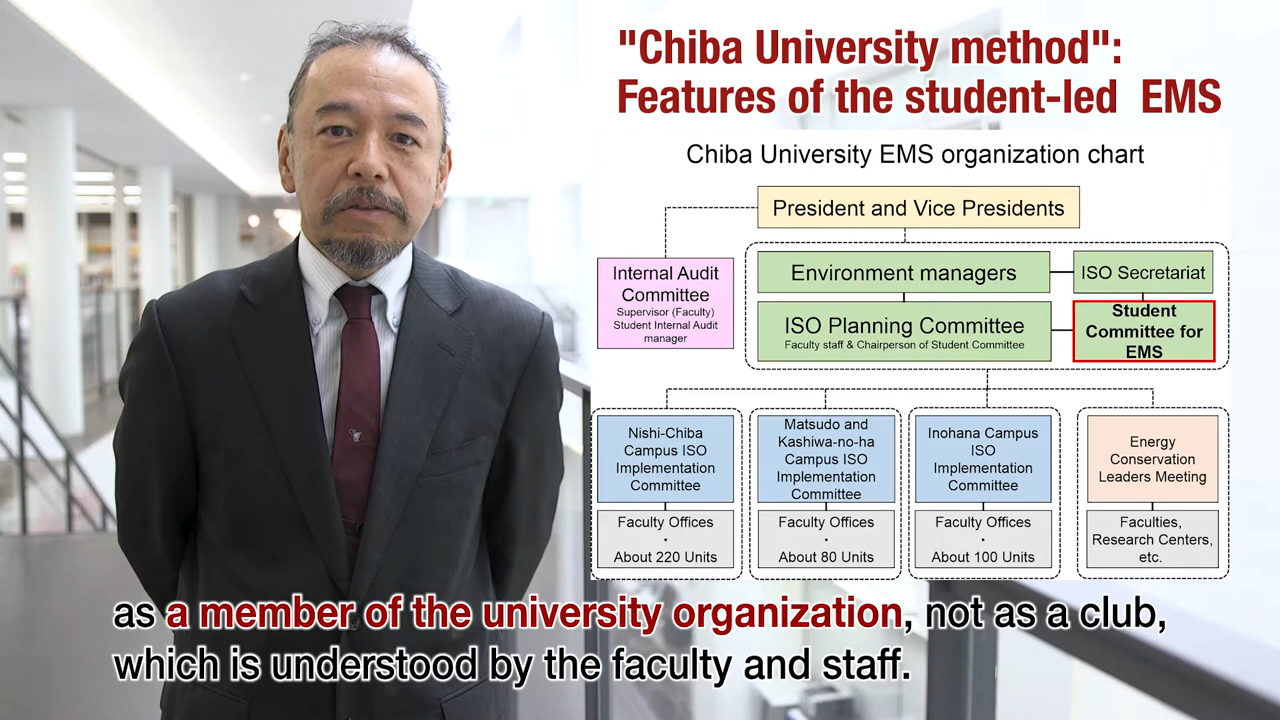 "Chiba University method":
Features of the student-led EMS
Chiba University EMS organization chart
President and Vice Presidents
Internal Audit
Committee
Supervisor (Faculty)
Student Internal Audit
manager
Environment managers
ISO Secretariat
ISO Planning Committee
Faculty staff & Chairperson of Student Committee
Student
Committee for
EMS
Nishi-Chiba
Campus ISO
Implementation
Committee
Matsudo and
Kashiwa-no-ha
Campus ISO
Implementation
Committee
Inohana Campus
ISO
Implementation
Committee
Energy
Conservation
Leaders Meeting
Faculty Offices
・
About 220 Units
Faculty Offices
・
About 80 Units
Faculty Offices
・
About 100 Units
Faculties,
Research Centers,
etc.
as a member of the university organization, not as a club,
which is understood by the faculty and staff.